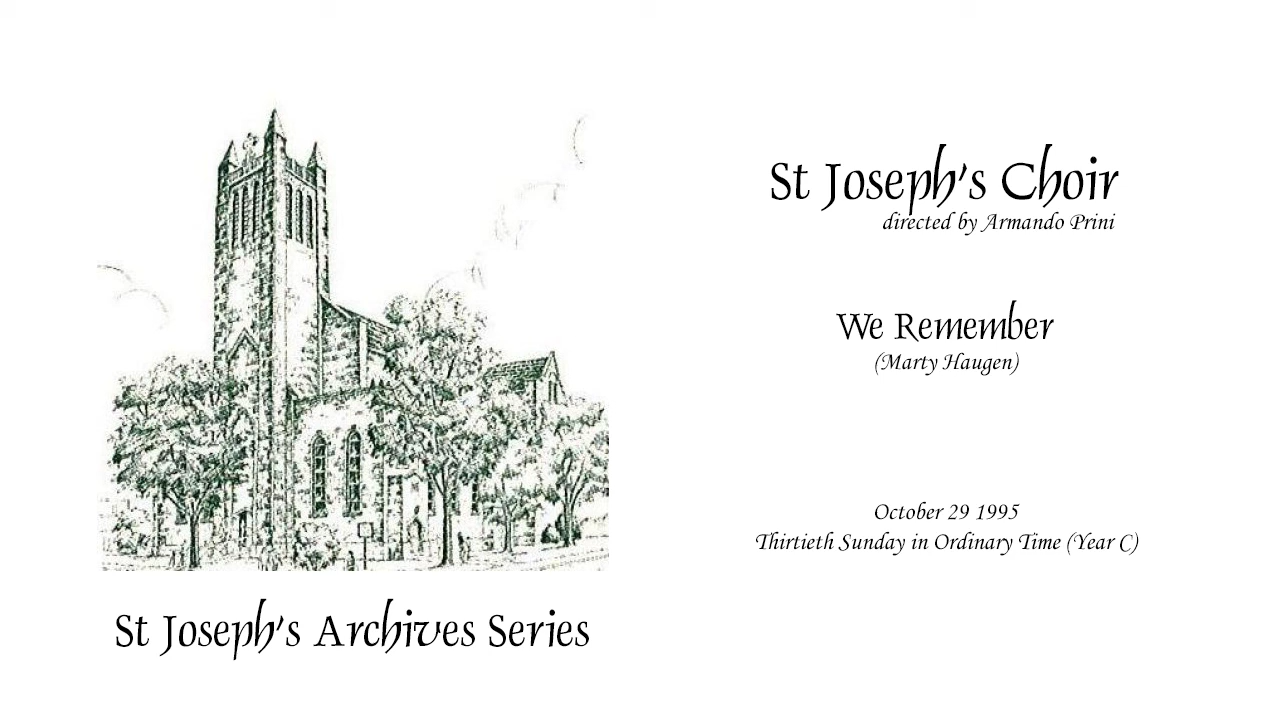 St Joseph's Choir
directed by Armando Prini
We Remember
(Marty Haugen)
October 29 1995
Thirtieth Sunday in Ordinary Time (Year C)
St Joseph's Archives Series